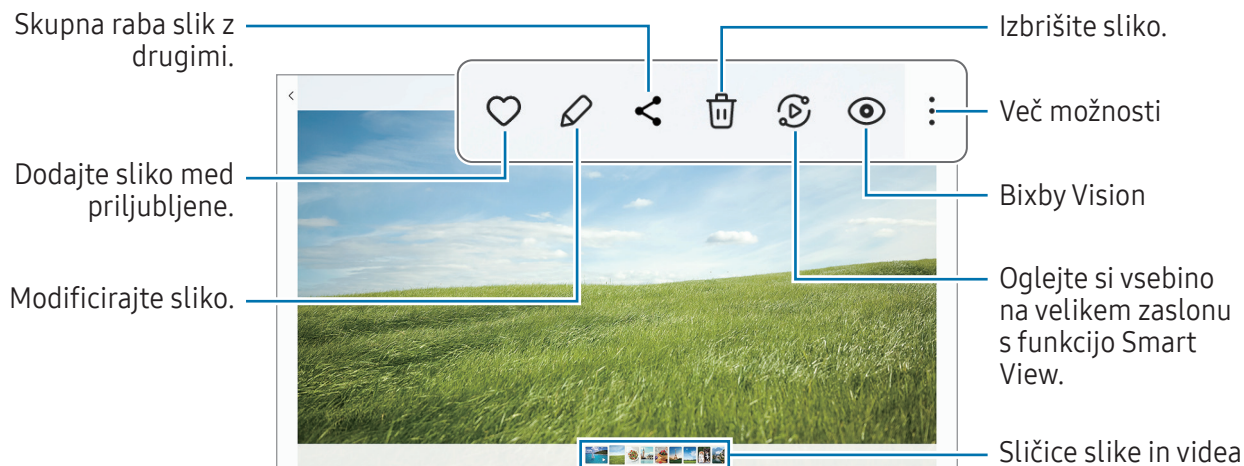 Skupna raba slik z
drugimi.
Dodajte sliko med
priljubljene.
Modificirajte sliko.
Izbrišite sliko.
Več možnosti
Bixby Vision
Oglejte si vsebino
na velikem zaslonu
s funkcijo Smart
View.
Sličice slike in videa